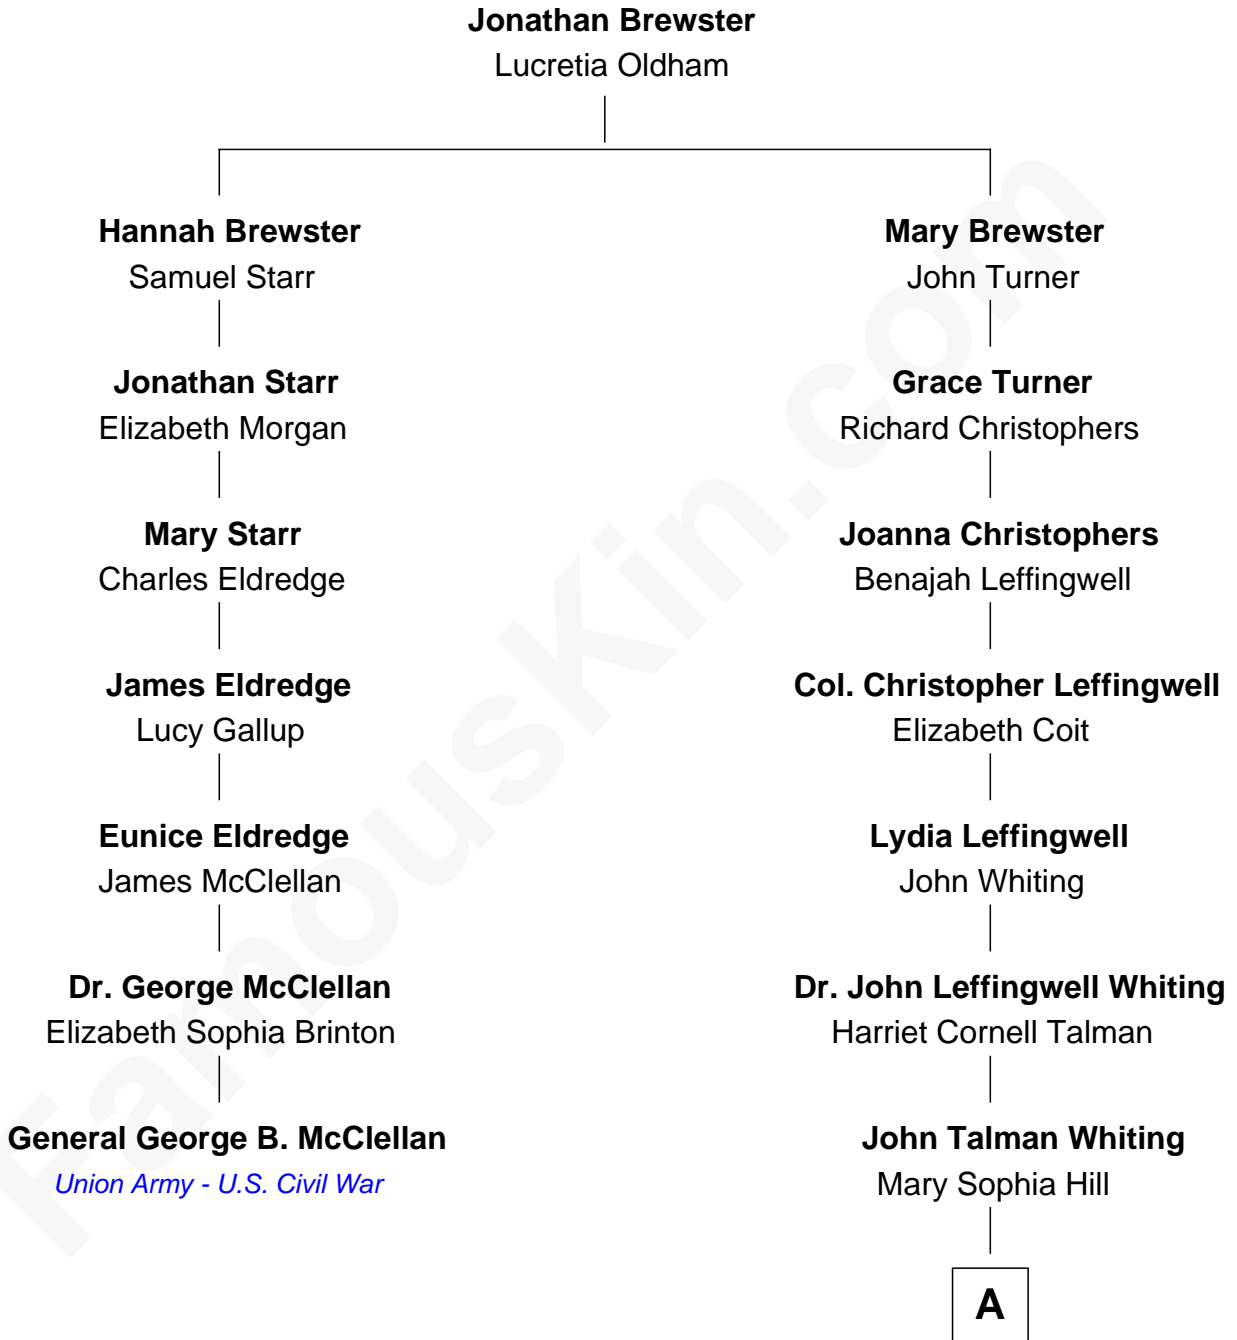 Jonathan Brewster
Lucretia Oldham
Hannah Brewster
Samuel Starr
Mary Brewster
John Turner
Jonathan Starr
Elizabeth Morgan
Grace Turner
Richard Christophers
Mary Starr
Charles Eldredge
Joanna Christophers
Benajah Leffingwell
James Eldredge
Lucy Gallup
Col. Christopher Leffingwell
Elizabeth Coit
Eunice Eldredge
James McClellan
Lydia Leffingwell
John Whiting
Dr. George McClellan
Elizabeth Sophia Brinton
Dr. John Leffingwell Whiting
Harriet Cornell Talman
General George B. McClellan
Union Army - U.S. Civil War
John Talman Whiting
Mary Sophia Hill
A
FamousKin.com